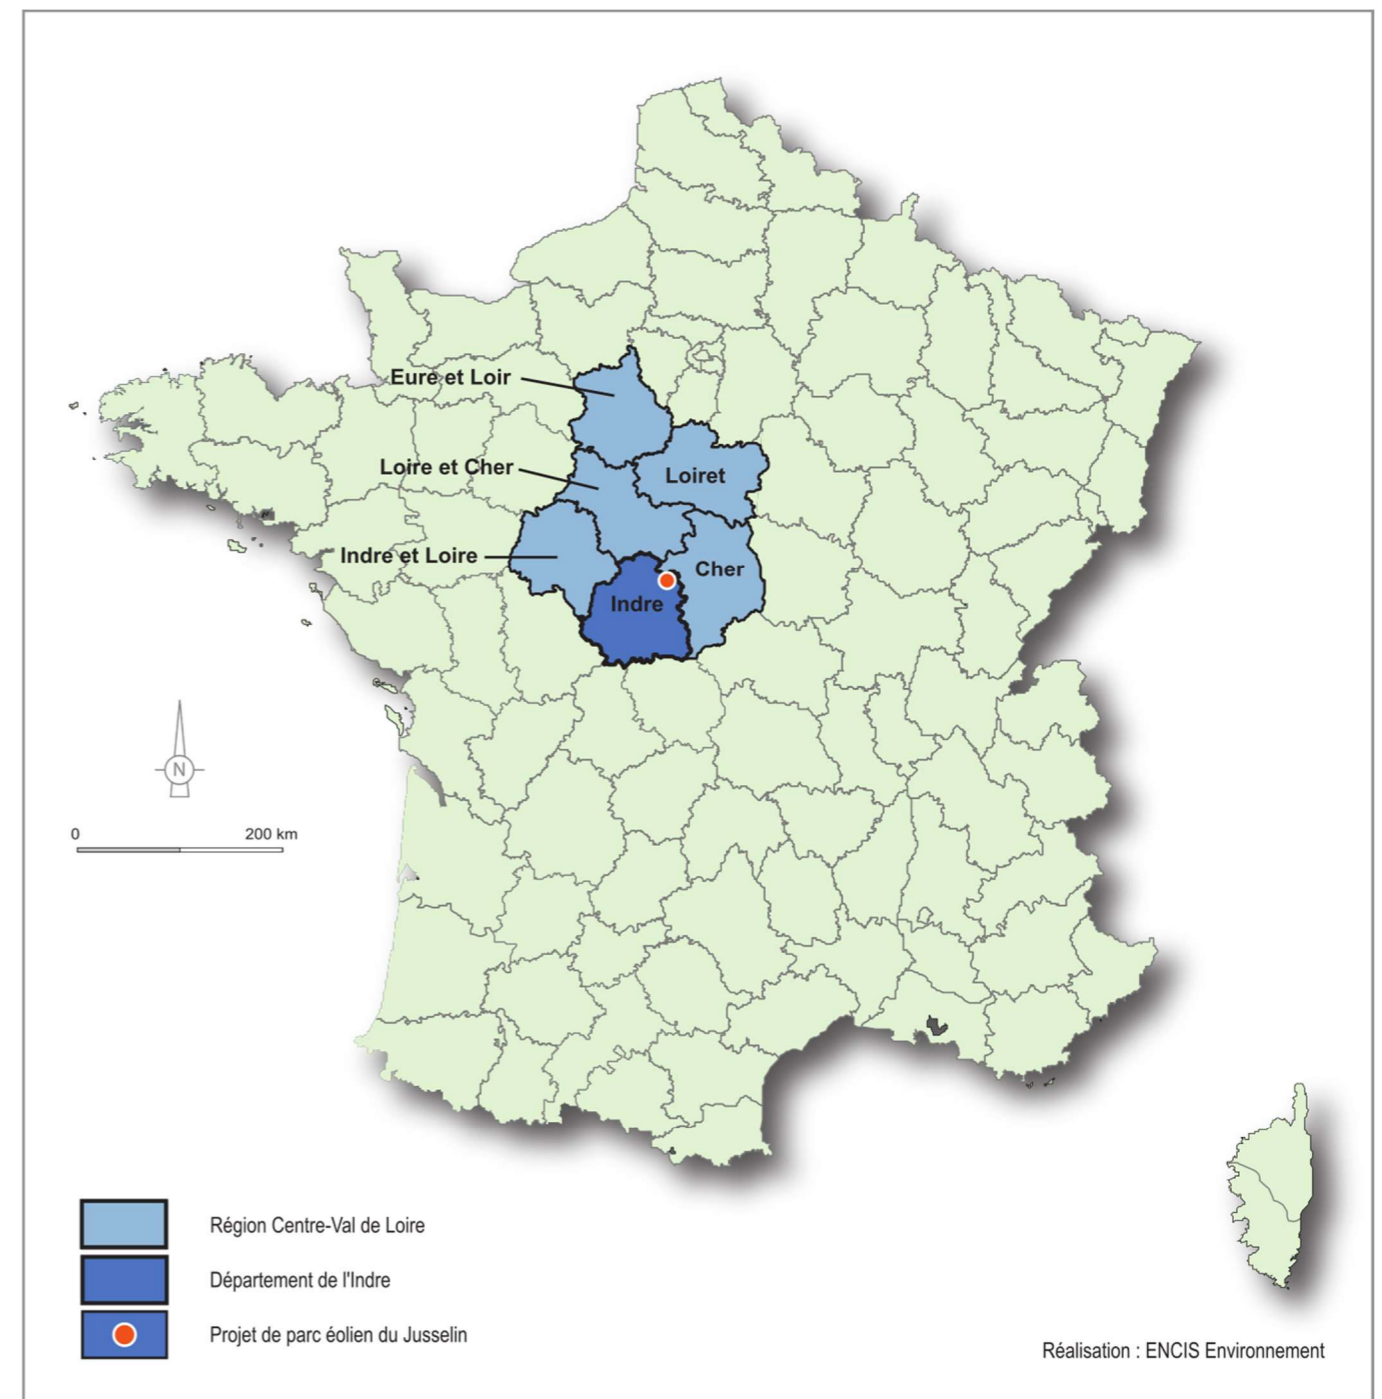 Eure et Loir
Loire et Cher
Loiret
Indre et Loire
Cher
Indre
N
0 200 km
Région Centre-Val de Loire
Département de l'Indre
Projet de parc éolien du Jusselin
Réalisation : ENCIS Environnement